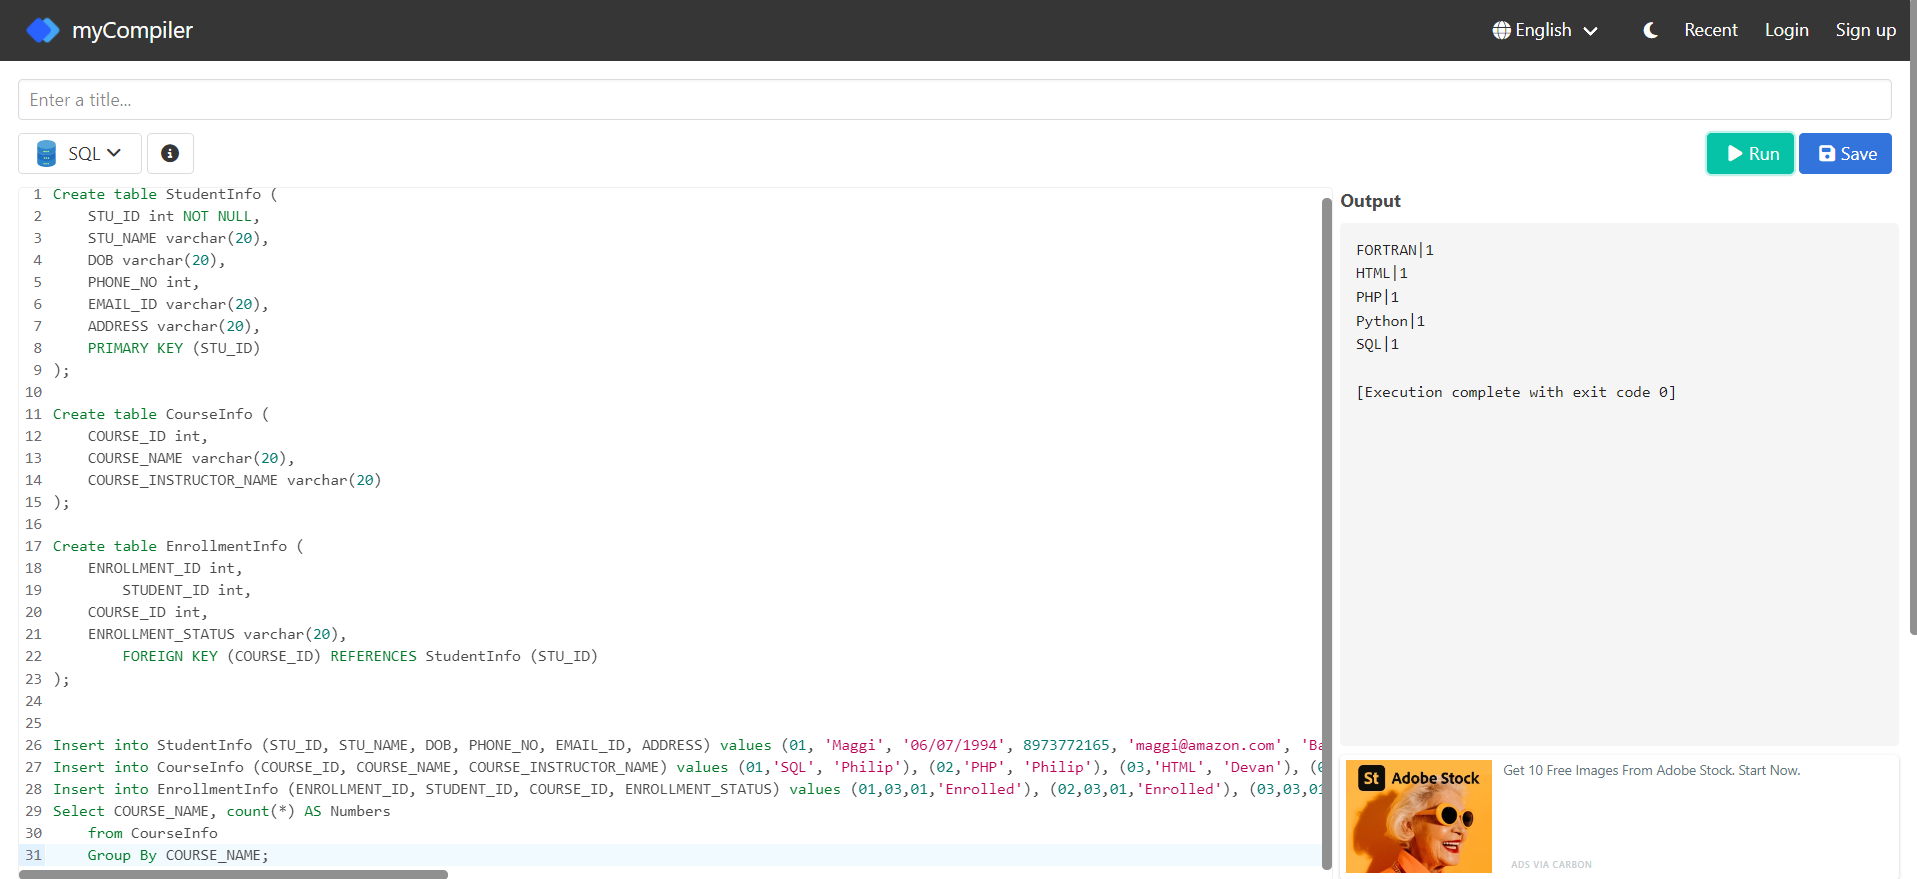 myCompiler
English
Recent
Login
Sign up
Enter a title...
SQL
Run
Save
1 Create table StudentInfo (
2 STU_ID int NOT NULL,
3 STU_NAME varchar(20),
4 DOB varchar(20),
5 PHONE_NO int,
6 EMAIL_ID varchar(20),
7 ADDRESS varchar(20),
8 PRIMARY KEY (STU_ID)
9 );
10
11 Create table CourseInfo (
12 COURSE_ID int,
13 COURSE_NAME varchar(20),
14 COURSE_INSTRUCTOR_NAME varchar(20)
15 );
16
17 Create table EnrollmentInfo (
18 ENROLLMENT_ID int,
19 STUDENT_ID int,
20 COURSE_ID int,
21 ENROLLMENT_STATUS varchar(20),
22 FOREIGN KEY (COURSE_ID) REFERENCES StudentInfo (STU_ID)
23 );
24
25
26 Insert into StudentInfo (STU_ID, STU_NAME, DOB, PHONE_NO, EMAIL_ID, ADDRESS) values (01, 'Maggi', '06/07/1994', 8973772165, 'maggi@amazon.com', 'Ba
27 Insert into CourseInfo (COURSE_ID, COURSE_NAME, COURSE_INSTRUCTOR_NAME) values (01,'SQL', 'Philip'), (02,'PHP', 'Philip'), (03,'HTML', 'Devan'), (0
28 Insert into EnrollmentInfo (ENROLLMENT_ID, STUDENT_ID, COURSE_ID, ENROLLMENT_STATUS) values (01,03,01,'Enrolled'), (02,03,01,'Enrolled'), (03,03,01
29 Select COURSE_NAME, count(*) AS Numbers
30 from CourseInfo
31 Group By COURSE_NAME;
Output
FORTRAN|1
HTML|1
PHP|1
Python|1
SQL|1
[Execution complete with exit code 0]
St Adobe Stock
Get 10 Free Images From Adobe Stock. Start Now.
ADS VIA CARBON